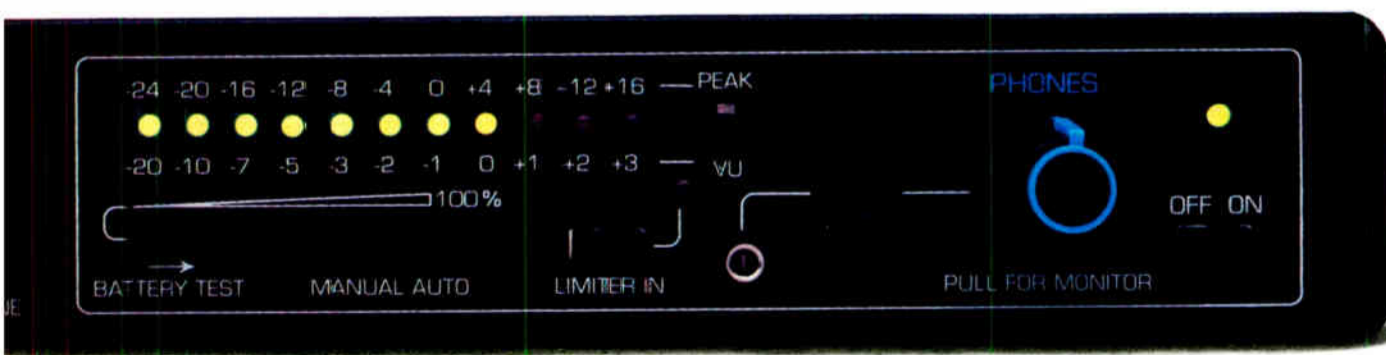 -24 -20 -16 -12 -8 -4 0 +4 +8 -12 +16 — PEAK
PHONES
-20 -10 -7 -5 -3 -2 -1 0 +1 +2 +3 — VU
100%
OFF ON
BATTERY TEST MANUAL AUTO LIMITER IN PULL FOR MONITOR